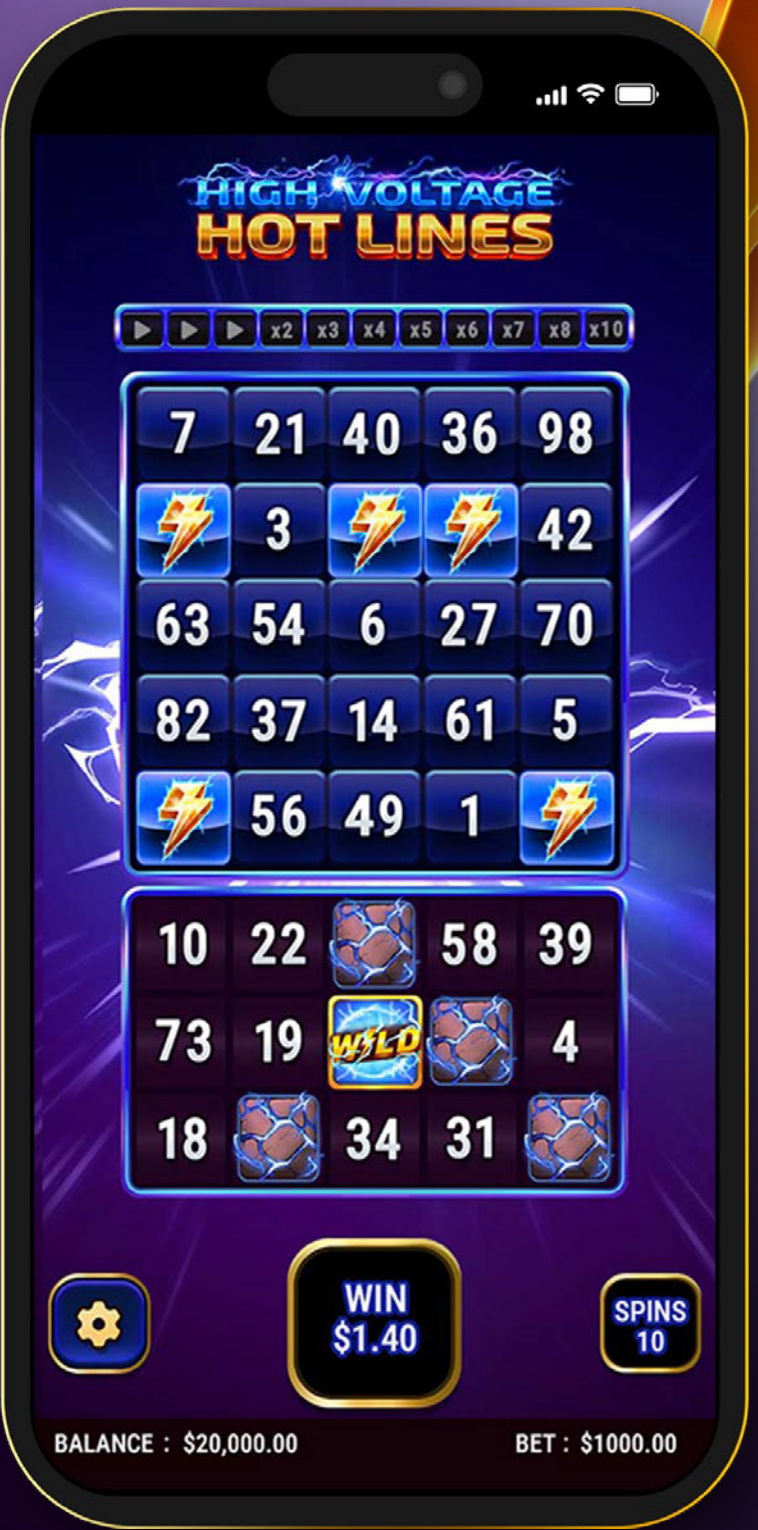 HIGH VOLTAGE
HOT LINES
x2 x3 x4 x5 x6 x7 x8 x10
7 21 40 36 98
3 42
63 54 6 27 70
82 37 14 61 5
56 49 1
10 22 58 39
73 19 WILD 4
18 34 31
WIN
$1.40
SPINS
10
BALANCE : $20,000.00 BET : $1000.00